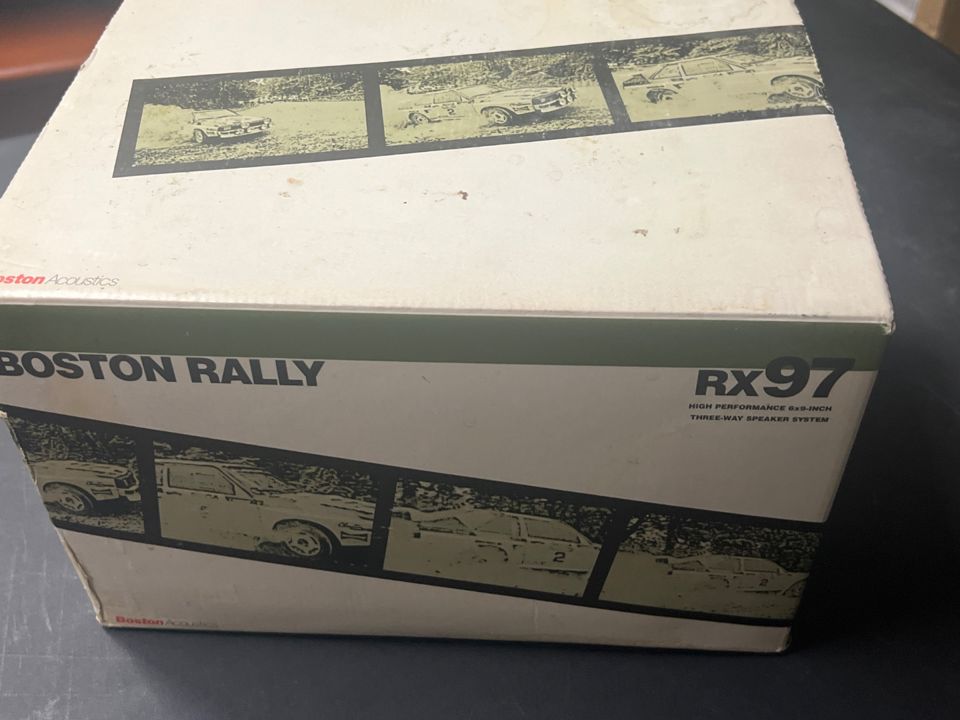 oston Acoustics
BOSTON RALLY
RX97
HIGH PERFORMANCE 6x9-INCH
THREE-WAY SPEAKER SYSTEM
2
2
Boston Acoustics